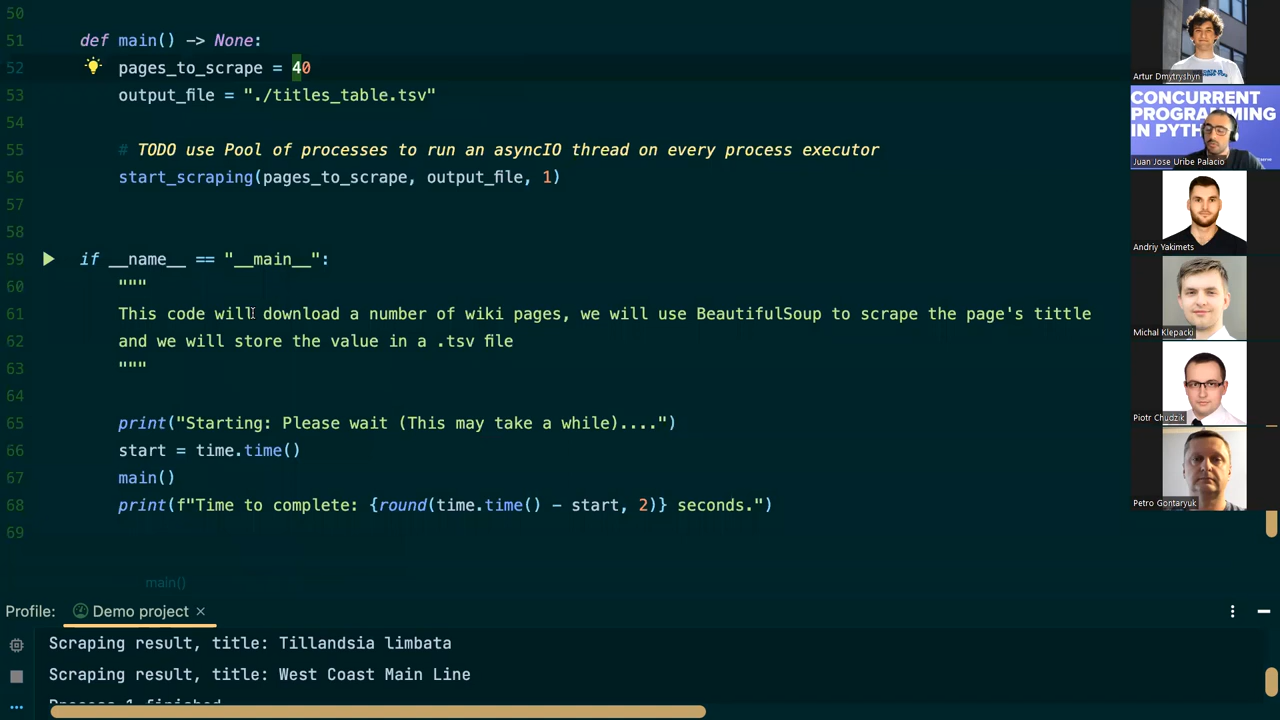 50
51 def main() -> None:
52 pages_to_scrape = 40
53 output_file = "./titles_table.tsv"
54
55 # TODO use Pool of processes to run an asyncIO thread on every process executor
56 start_scraping(pages_to_scrape, output_file, 1)
57
58
59 if __name__ == "__main__":
60 """
61 This code will download a number of wiki pages, we will use BeautifulSoup to scrape the page's tittle
62 and we will store the value in a .tsv file
63 """
64
65 print("Starting: Please wait (This may take a while)....")
66 start = time.time()
67 main()
68 print(f"Time to complete: {round(time.time() - start, 2)} seconds.")
69
main()
Profile: Demo project ×
Scraping result, title: Tillandsia limbata
Scraping result, title: West Coast Main Line
Process 1 finished
Artur Dmytryshyn
CONCURRENT
PROGRAMMING
IN PYTH
Juan Jose Uribe Palacio
Andriy Yakimets
Michal Klepacki
Piotr Chudzik
Petro Gontaryuk